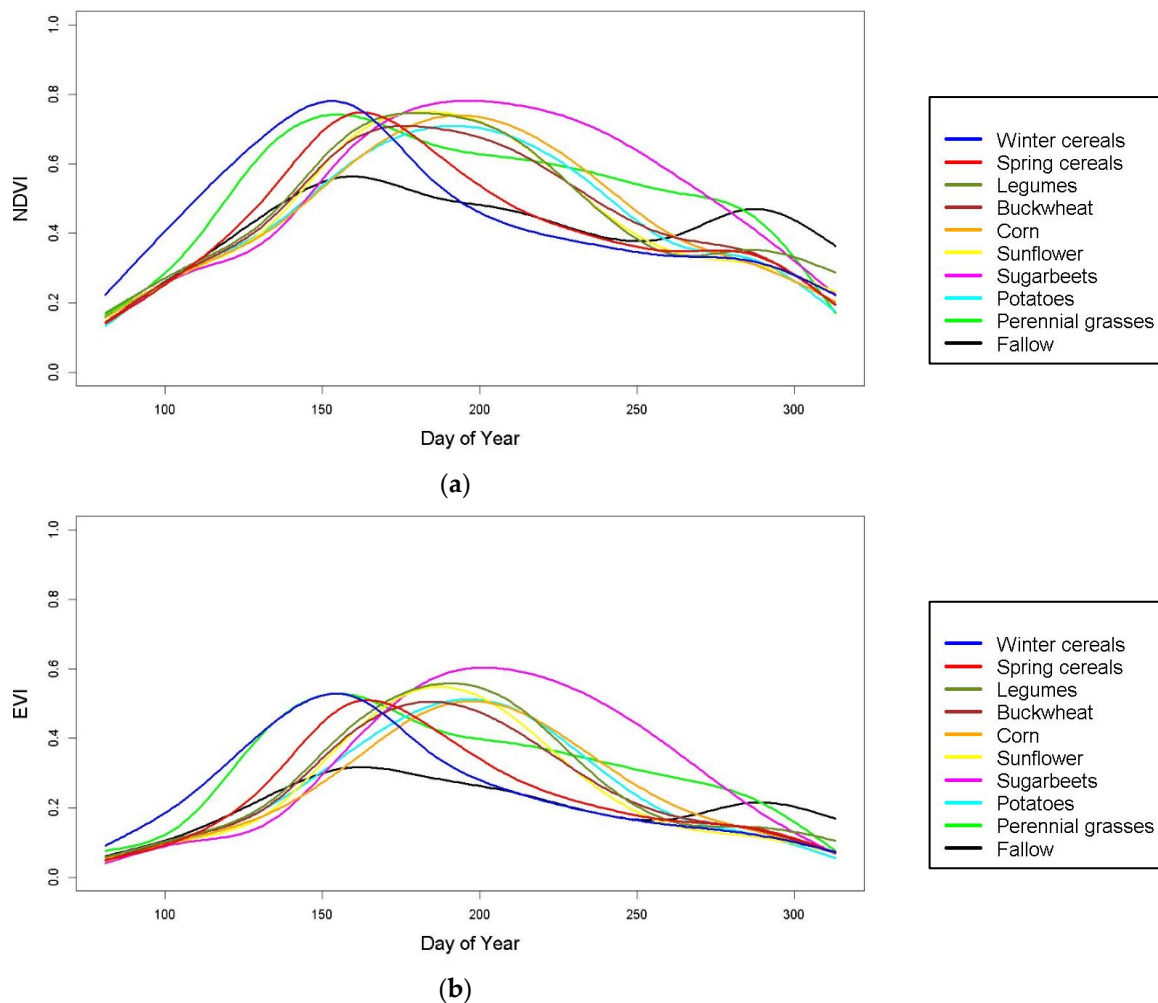 1.0
0.8
0.6
0.4
0.2
0.0
NDVI
100 150 200 250 300
Day of Year
Winter cereals
Spring cereals
Legumes
Buckwheat
Corn
Sunflower
Sugarbeets
Potatoes
Perennial grasses
Fallow
(a)
1.0
0.8
0.6
0.4
0.2
0.0
EVI
100 150 200 250 300
Day of Year
Winter cereals
Spring cereals
Legumes
Buckwheat
Corn
Sunflower
Sugarbeets
Potatoes
Perennial grasses
Fallow
(b)